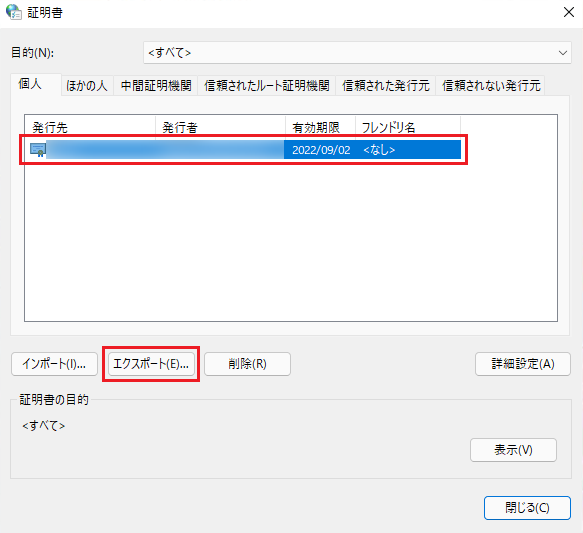 証明書
目的(N): <すべて>
個人 ほかの人 中間証明機関 信頼されたルート証明機関 信頼された発行元 信頼されない発行元
発行先 発行者 有効期限 フレンドリ名
2022/09/02 <なし>
インポート(I)... エクスポート(E)... 削除(R) 詳細設定(A)
証明書の目的
<すべて>
表示(V)
閉じる(C)